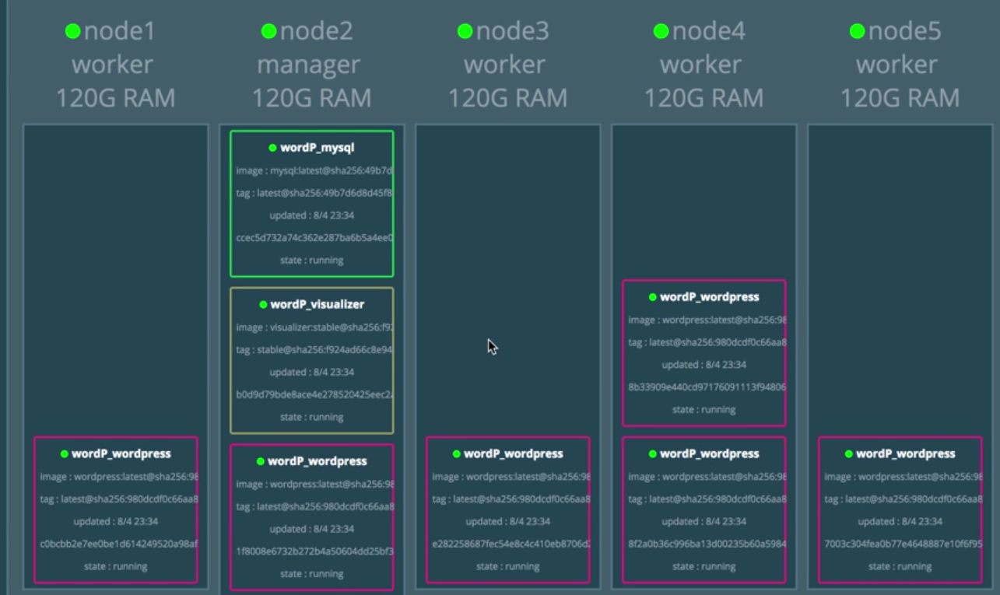 node1
worker
120G RAM
wordP_wordpress
image : wordpress:latest@sha256:98
tag : latest@sha256:980dcdf0c66aa8
updated : 8/4 23:34
c0bcbb2e7ee0be1d614249520a98af
state : running
node2
manager
120G RAM
wordP_mysql
image : mysql:latest@sha256:49b7d
tag : latest@sha256:49b7d6d8d45f8
updated : 8/4 23:34
ccec5d732a74c362e287ba6b5a4ee0
state : running
wordP_visualizer
image : visualizer:stable@sha256:f92
tag : stable@sha256:f924ad66c8e94
updated : 8/4 23:34
b0d9d79bde8ace4e278520425eec2a
state : running
wordP_wordpress
image : wordpress:latest@sha256:98
tag : latest@sha256:980dcdf0c66aa8
updated : 8/4 23:34
1f8008e6732b272b4a50604dd25bf3
state : running
node3
worker
120G RAM
wordP_wordpress
image : wordpress:latest@sha256:98
tag : latest@sha256:980dcdf0c66aa8
updated : 8/4 23:34
e282258687fec54e8c4c410eb8706d2
state : running
node4
worker
120G RAM
wordP_wordpress
image : wordpress:latest@sha256:98
tag : latest@sha256:980dcdf0c66aa8
updated : 8/4 23:34
8b33909e440cd97176091113f94806
state : running
wordP_wordpress
image : wordpress:latest@sha256:98
tag : latest@sha256:980dcdf0c66aa8
updated : 8/4 23:34
8f2a0b36c996ba13d00235b60a5984
state : running
node5
worker
120G RAM
wordP_wordpress
image : wordpress:latest@sha256:98
tag : latest@sha256:980dcdf0c66aa8
updated : 8/4 23:34
7003c304fea0b77e4648887e10f6f95
state : running